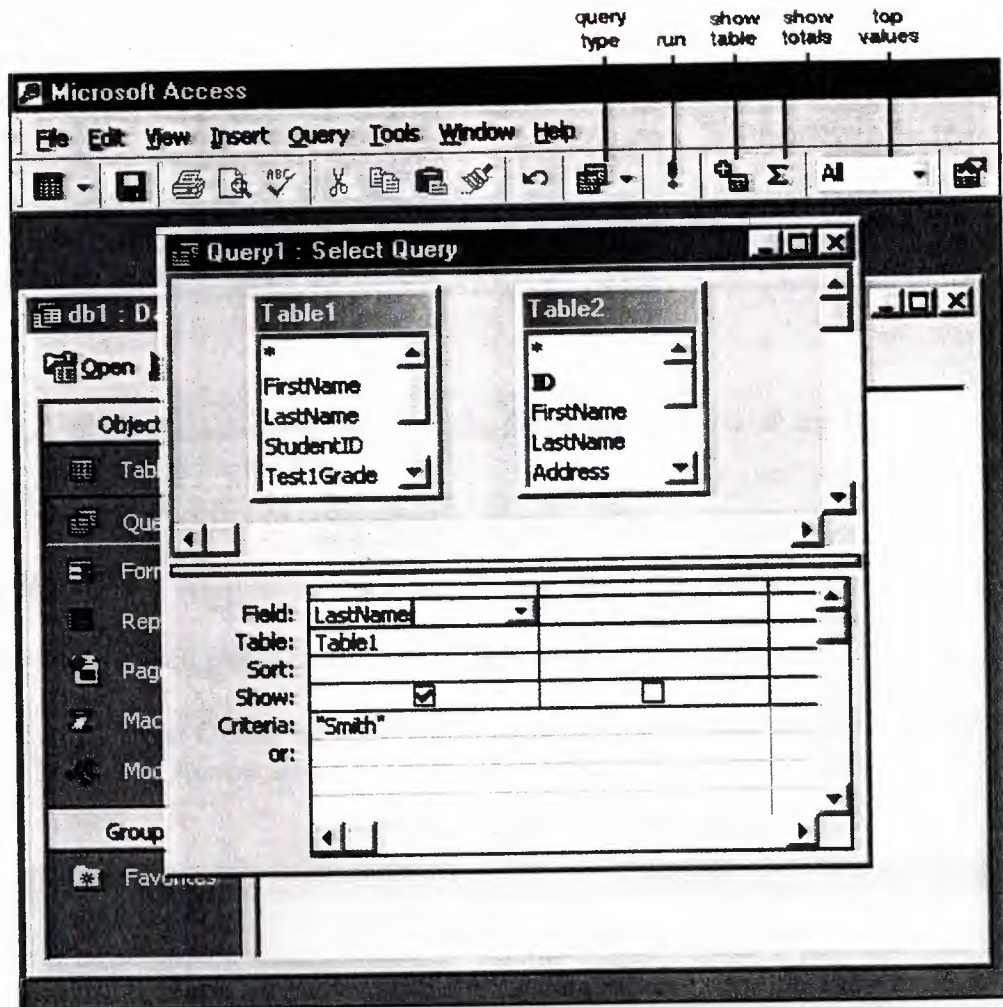 query type
run
show table
show totals
top values
Microsoft Access
File Edit View Insert Query Tools Window Help
ABC
All
Query1 : Select Query
db1 : Da
Open
Table1
*
FirstName
LastName
StudentID
Test1Grade
Table2
*
ID
FirstName
LastName
Address
Object
Tab
Que
Form
Rep
Pag
Mac
Mod
Group
Favorites
Field: LastName
Table: Table1
Sort:
Show:
Criteria: "Smith"
or: